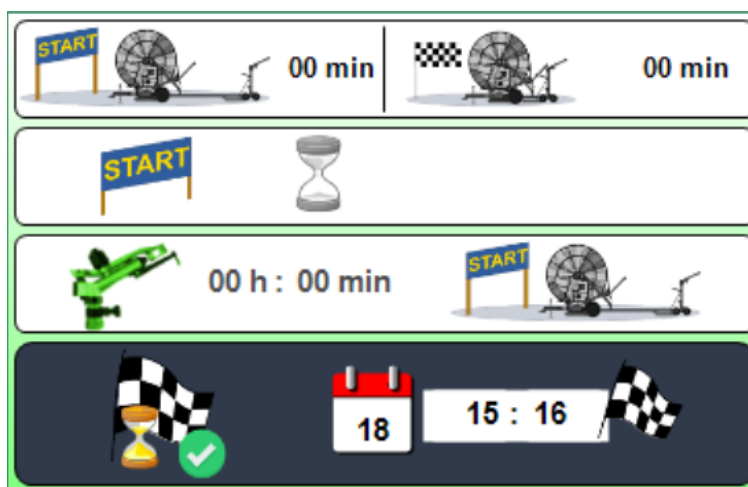 START 00 min 00 min
START
00 h : 00 min START
18 15 : 16